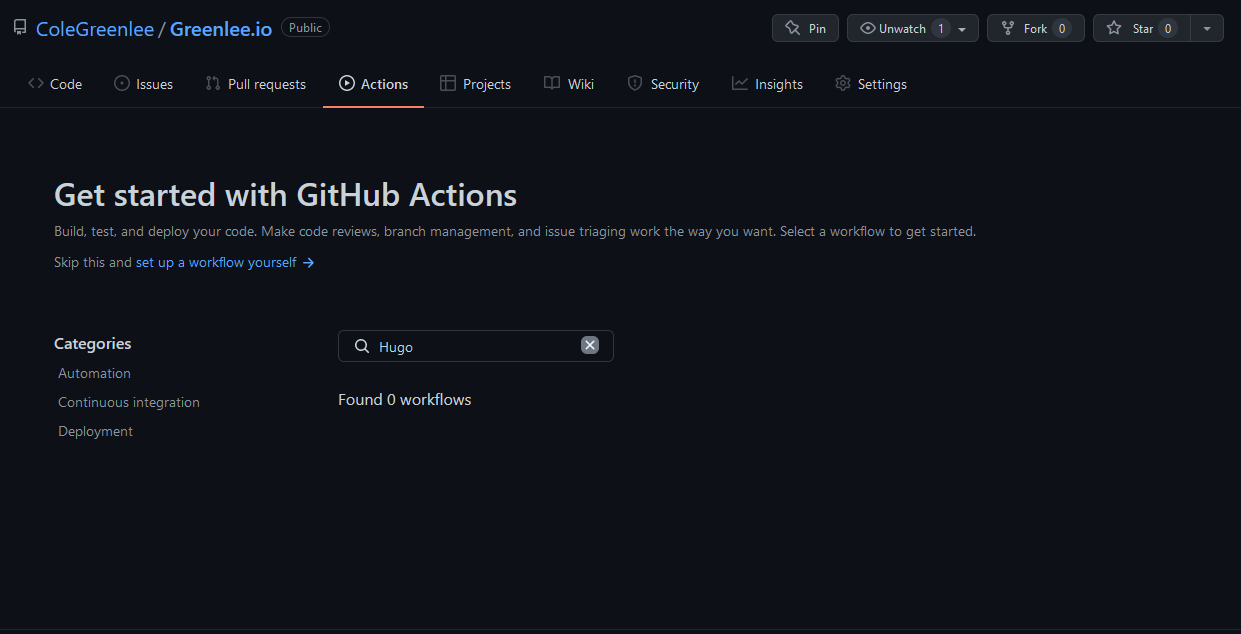 ColeGreenlee / Greenlee.io Public Pin Unwatch 1 Fork 0 Star 0
Code Issues Pull requests Actions Projects Wiki Security Insights Settings
Get started with GitHub Actions
Build, test, and deploy your code. Make code reviews, branch management, and issue triaging work the way you want. Select a workflow to get started.
Skip this and set up a workflow yourself →
Categories
Automation
Continuous integration
Deployment
Hugo
Found 0 workflows